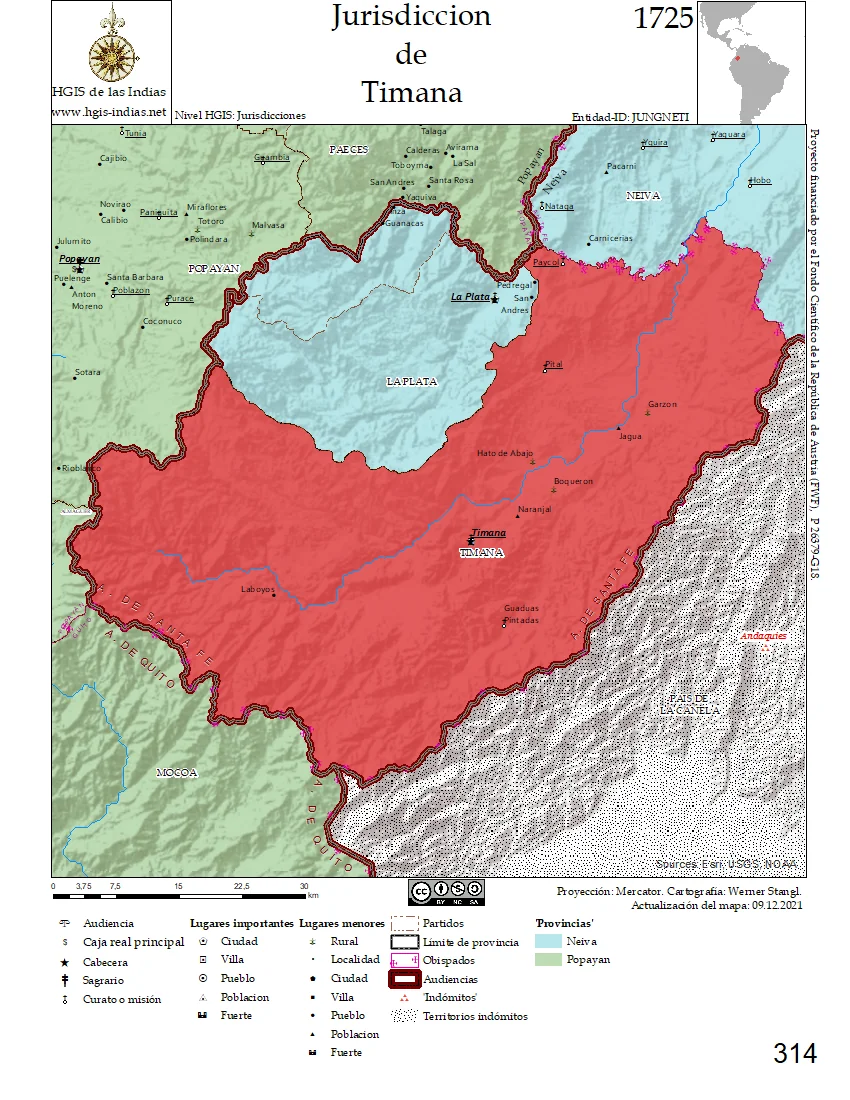 Jurisdiccion
de
Timana
1725
HGIS de las Indias
www.hgis-indias.net
Nivel HGIS: Jurisdicciones
Entidad-ID: JUNGNETI
Proyecto financiado por el Fondo Científico de la República de Austria (FWF), P 26379-G18
Tunia
Cajibio
Guambia
PAECES
Talaga
Calderas
Avirama
Toboyma
La Sal
San Andres
Santa Rosa
Yaquiva
Guanacas
Popayan
Neiva
Yquira
Yaquara
Pacarni
NEIVA
Hobo
Nataga
Carnicerias
Novirao
Calibio
Paniquita
Miraflores
Totoro
Polindara
Malvasa
Julumito
Popayan
POPAYAN
Puelenge
Santa Barbara
Anton
Moreno
Poblazon
Purace
Coconuco
Sotara
Paycol
Pedregal
La Plata
San
Andres
LA PLATA
Pital
Garzon
Jagua
Hato de Abajo
Boqueron
Naranjal
Timana
TIMANA
Rioblanco
Laboyos
Guaduas
Pintadas
A. DE SANTA FE
A. DE QUITO
A. DE SANTA FE
A. DE QUITO
Andaquies
PAIS DE
LA CANELA
MOCOA
Sources: Esri, USGS, NOAA
0 3,75 7,5 15 22,5 30
km
CC BY NC SA
Proyección: Mercator. Cartografía: Werner Stangl.
Actualización del mapa: 09.12.2021
Audiencia
S Caja real principal
Cabecera
Sagrario
Curato o misión
Lugares importantes
Ciudad
Villa
Pueblo
Poblacion
Fuerte
Lugares menores
Rural
Localidad
Ciudad
Villa
Pueblo
Poblacion
Fuerte
Partidos
Límite de provincia
Obispados
Audiencias
'Indómitos'
Territorios indómitos
'Provincias'
Neiva
Popayan
314